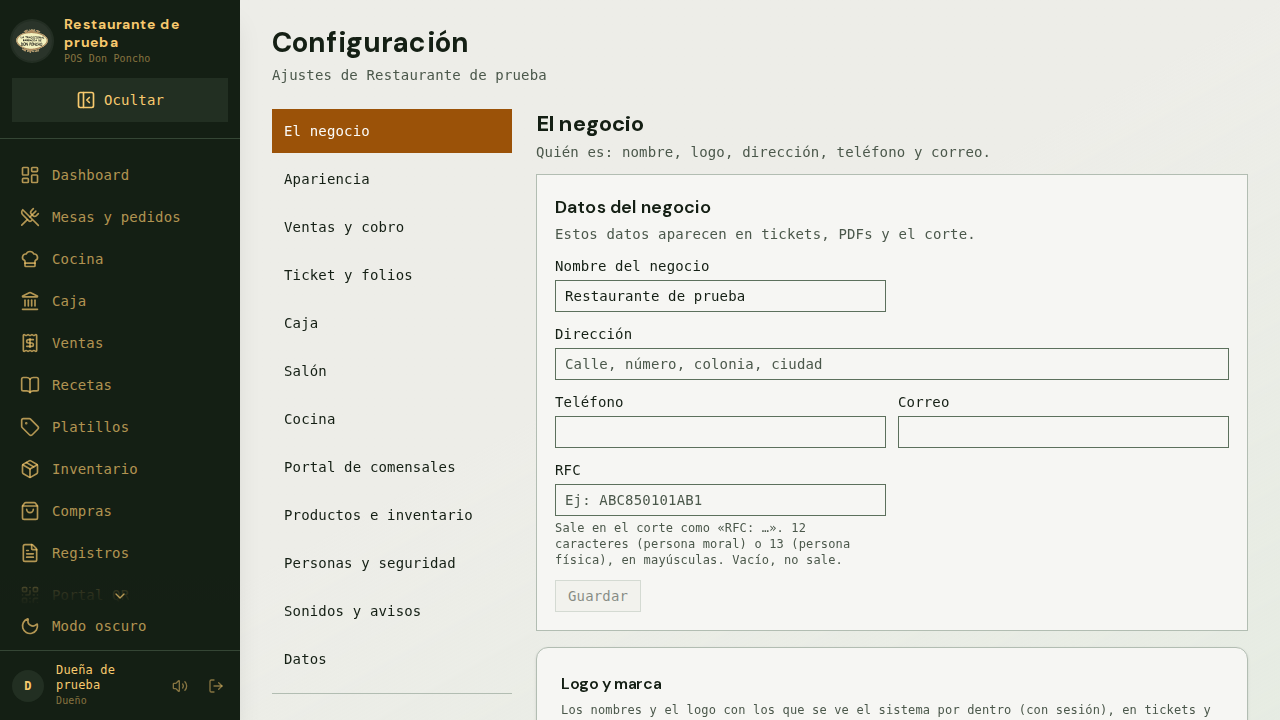 Restaurante de
prueba
POS Don Poncho
Ocultar
Dashboard
Mesas y pedidos
Cocina
Caja
Ventas
Recetas
Platillos
Inventario
Compras
Registros
Portal QR
Modo oscuro
D
Dueña de
prueba
Dueño
Configuración
Ajustes de Restaurante de prueba
El negocio
Apariencia
Ventas y cobro
Ticket y folios
Caja
Salón
Cocina
Portal de comensales
Productos e inventario
Personas y seguridad
Sonidos y avisos
Datos
El negocio
Quién es: nombre, logo, dirección, teléfono y correo.
Datos del negocio
Estos datos aparecen en tickets, PDFs y el corte.
Nombre del negocio
Restaurante de prueba
Dirección
Calle, número, colonia, ciudad
Teléfono
Correo
RFC
Ej: ABC850101AB1
Sale en el corte como «RFC: …». 12
caracteres (persona moral) o 13 (persona
física), en mayúsculas. Vacío, no sale.
Guardar
Logo y marca
Los nombres y el logo con los que se ve el sistema por dentro (con sesión), en tickets y